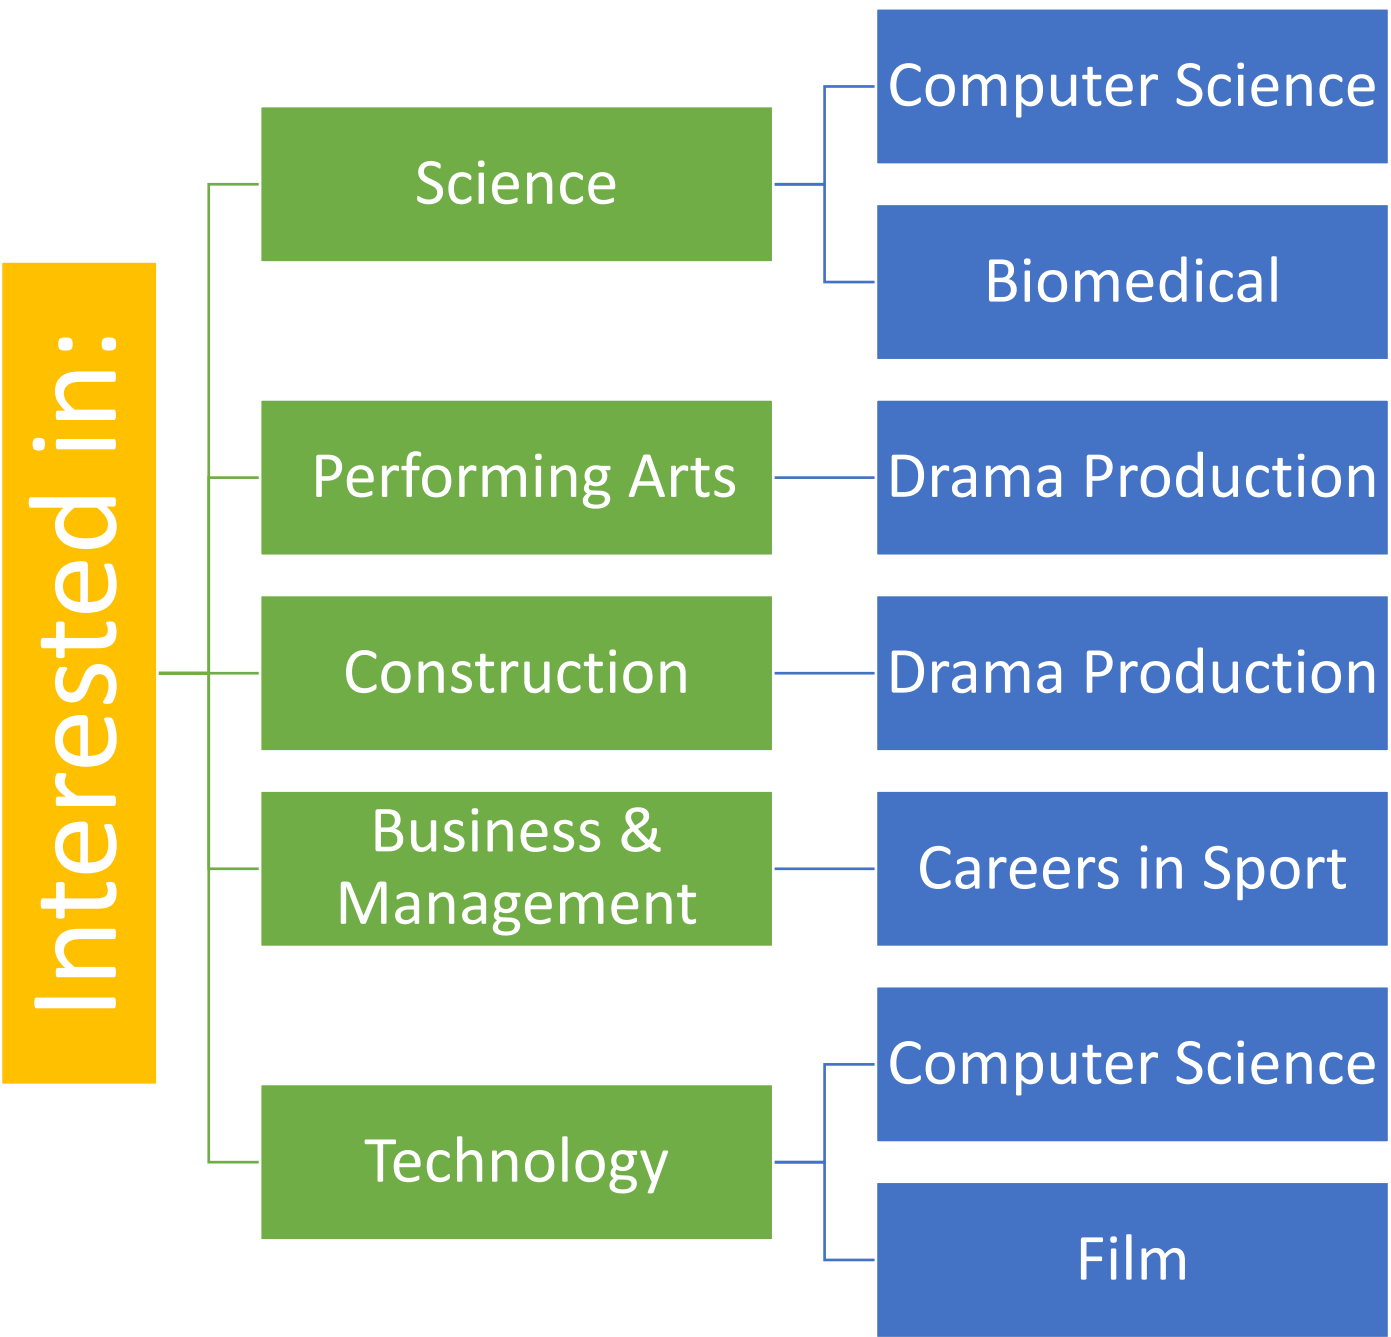 Interested in:
Science
Computer Science
Biomedical
Performing Arts
Drama Production
Construction
Drama Production
Business &
Management
Careers in Sport
Technology
Computer Science
Film